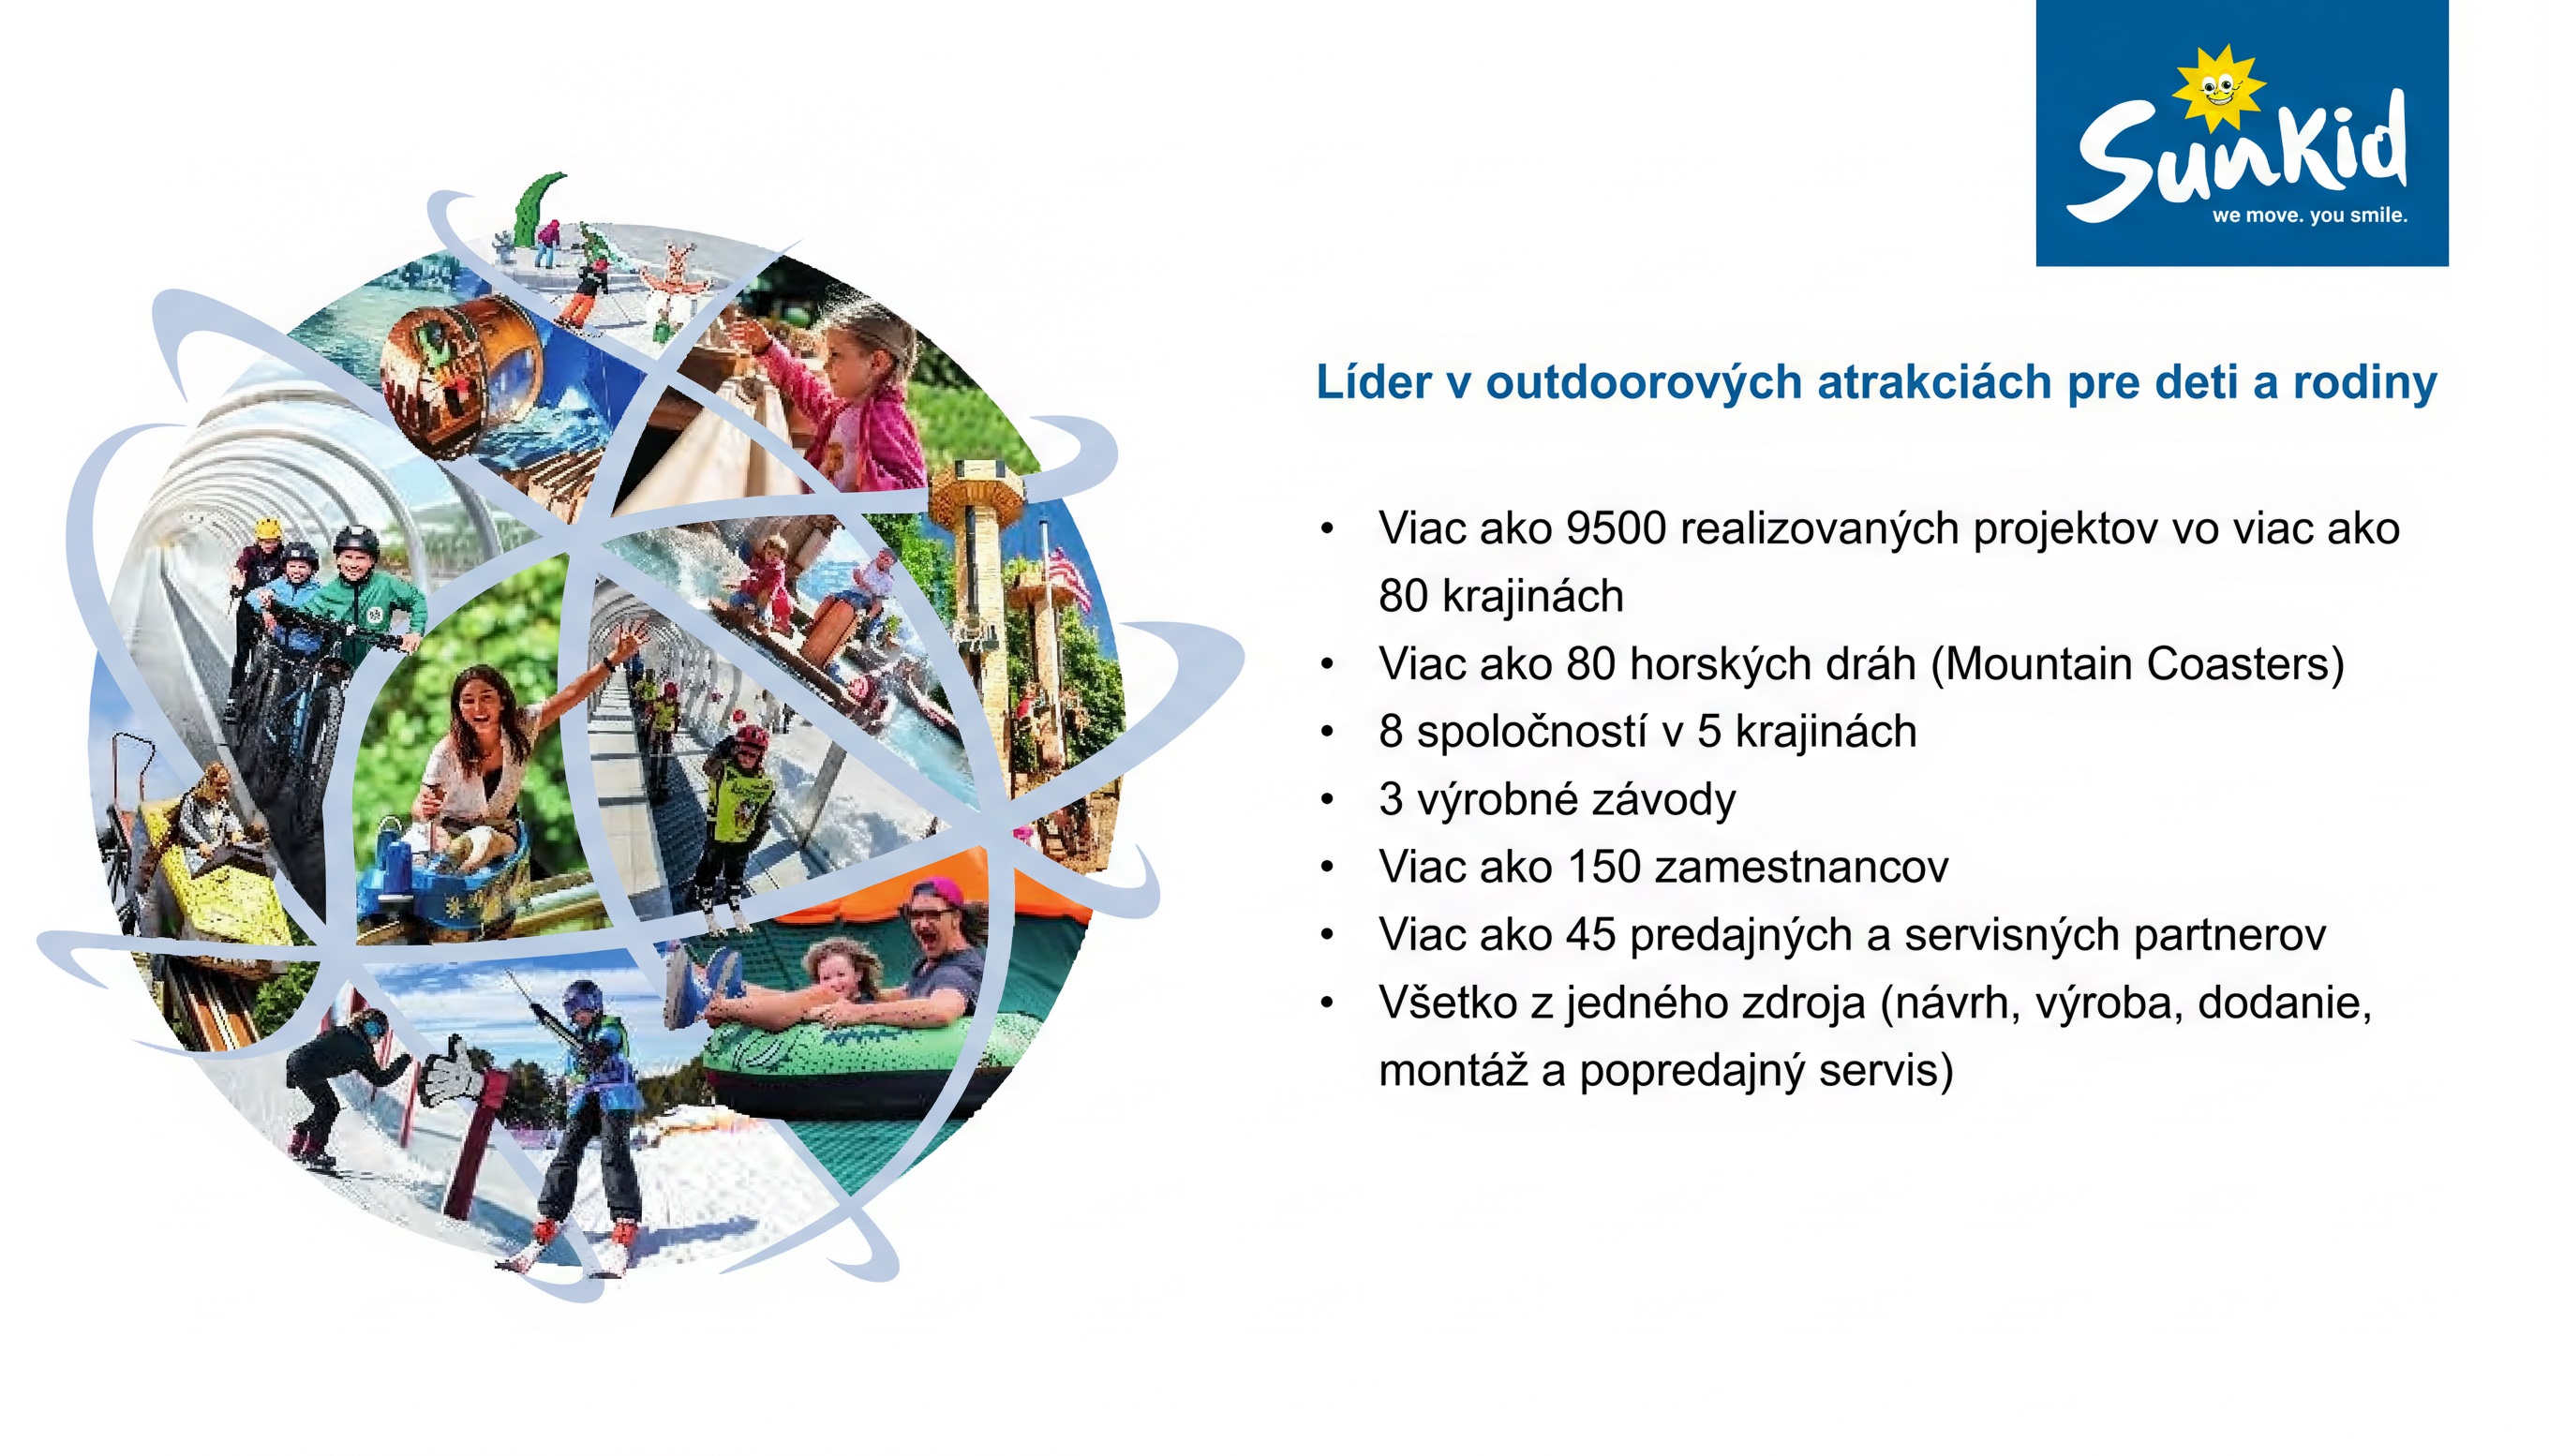 Sunkid
we move. you smile.
Líder v outdoorových atrakciách pre deti a rodiny
• Viac ako 9500 realizovaných projektov vo viac ako
80 krajinách
• Viac ako 80 horských dráh (Mountain Coasters)
• 8 spoločností v 5 krajinách
• 3 výrobné závody
• Viac ako 150 zamestnancov
• Viac ako 45 predajných a servisných partnerov
• Všetko z jedného zdroja (návrh, výroba, dodanie,
montáž a popredajný servis)